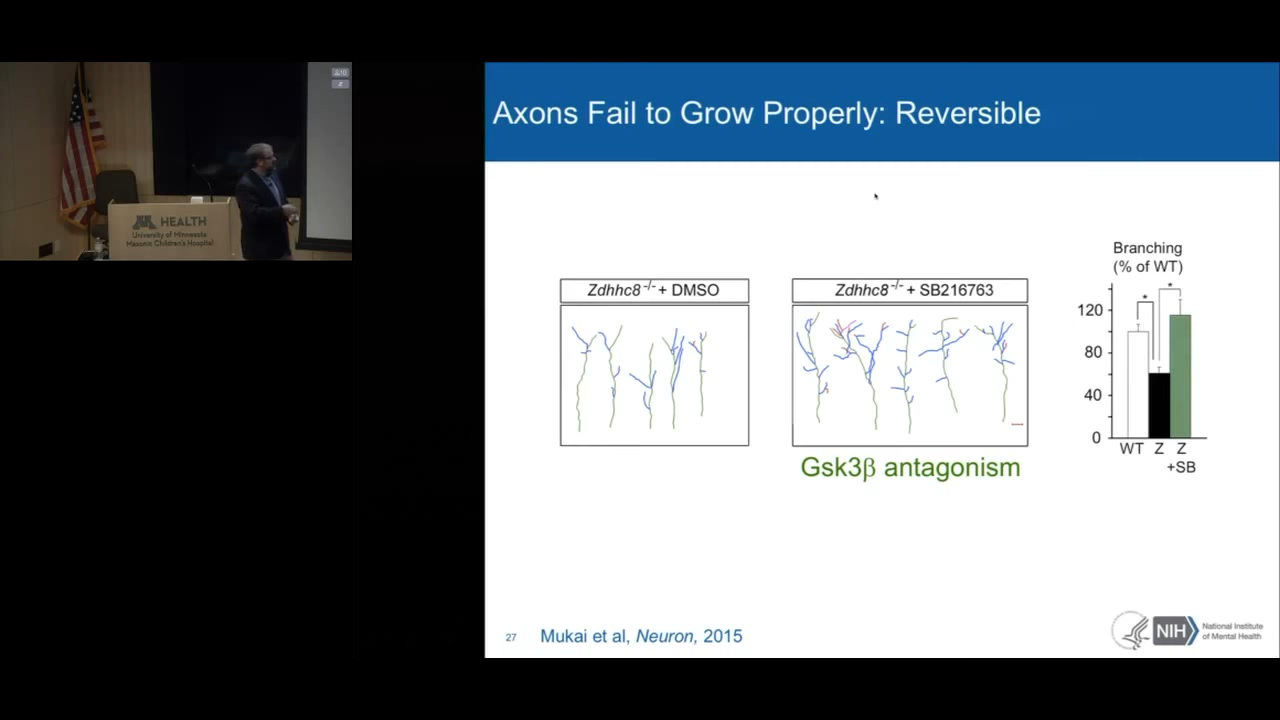 Axons Fail to Grow Properly: Reversible
HEALTH
University of Minnesota
Masonic Children's Hospital
Zdhhc8 -/- + DMSO
Zdhhc8 -/- + SB216763
Gsk3β antagonism
Branching
(% of WT)
*
*
120
80
40
0
WT Z Z
+SB
27
Mukai et al, Neuron, 2015
NIH
National Institute
of Mental Health